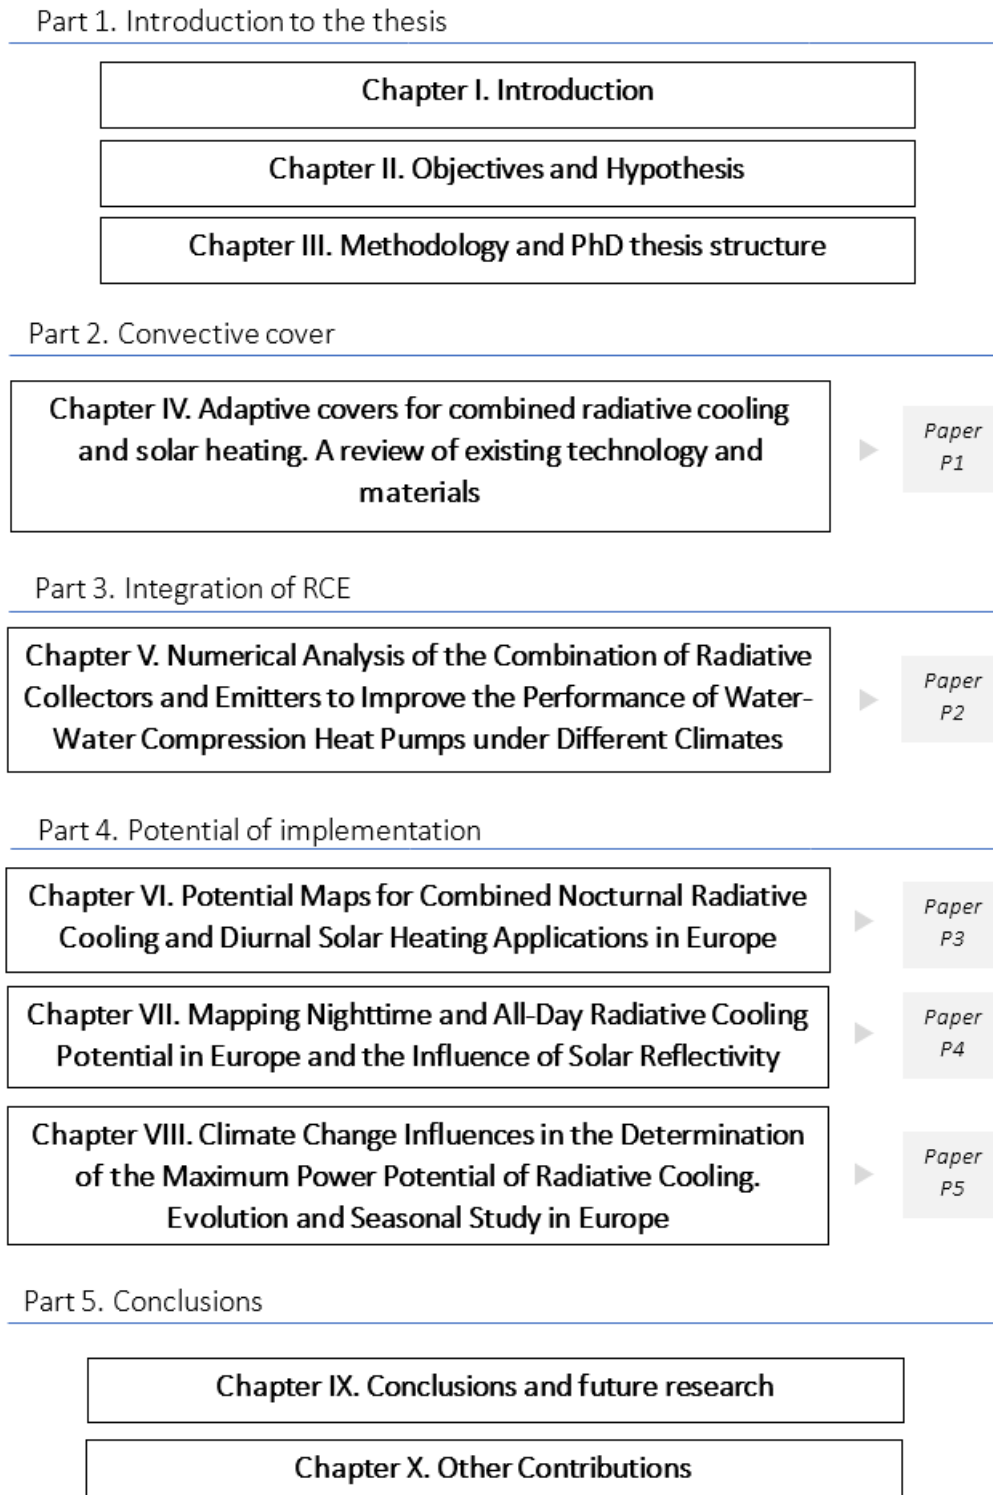 Part 1. Introduction to the thesis
Chapter I. Introduction
Chapter II. Objectives and Hypothesis
Chapter III. Methodology and PhD thesis structure
Part 2. Convective cover
Chapter IV. Adaptive covers for combined radiative cooling
and solar heating. A review of existing technology and
materials
Paper
P1
Part 3. Integration of RCE
Chapter V. Numerical Analysis of the Combination of Radiative
Collectors and Emitters to Improve the Performance of Water-
Water Compression Heat Pumps under Different Climates
Paper
P2
Part 4. Potential of implementation
Chapter VI. Potential Maps for Combined Nocturnal Radiative
Cooling and Diurnal Solar Heating Applications in Europe
Paper
P3
Chapter VII. Mapping Nighttime and All-Day Radiative Cooling
Potential in Europe and the Influence of Solar Reflectivity
Paper
P4
Chapter VIII. Climate Change Influences in the Determination
of the Maximum Power Potential of Radiative Cooling.
Evolution and Seasonal Study in Europe
Paper
P5
Part 5. Conclusions
Chapter IX. Conclusions and future research
Chapter X. Other Contributions